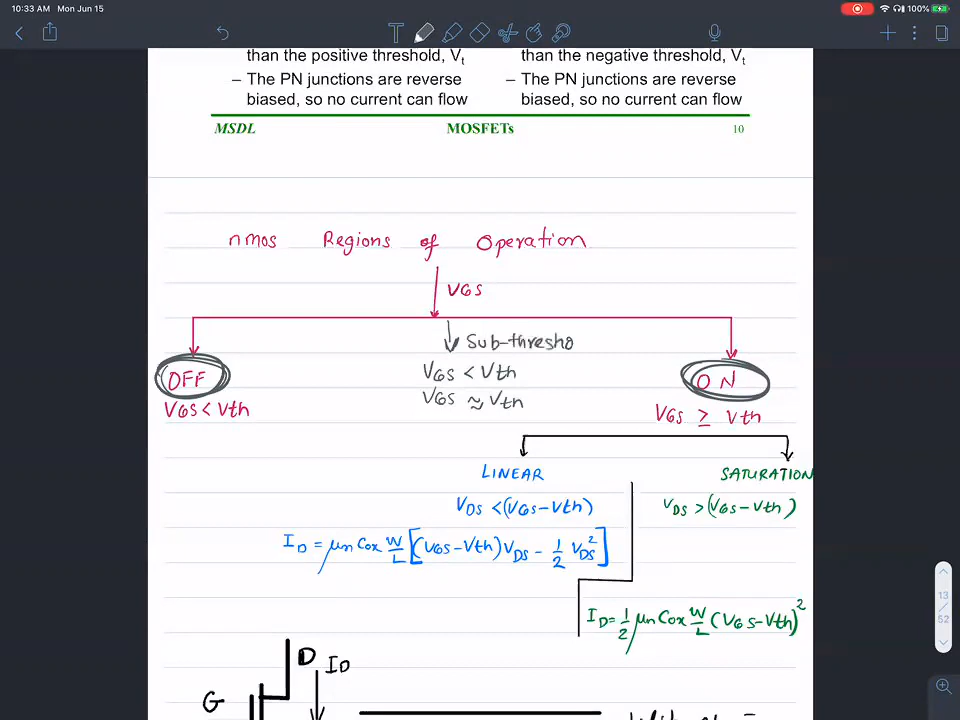 10:33 AM Mon Jun 15
100%
than the positive threshold, Vt
– The PN junctions are reverse
biased, so no current can flow
than the negative threshold, Vt
– The PN junctions are reverse
biased, so no current can flow
MSDL MOSFETs 10
nmos Regions of Operation
VGS
Sub-thresho
VGS < Vth
VGS ≈ Vth
OFF
VGS < Vth
ON
VGS ≥ Vth
LINEAR
VDS < (VGS - Vth)
ID = μn Cox W/L [(VGS - Vth) VDS - 1/2 VDS²]
SATURATION
VDS > (VGS - Vth)
ID = 1/2 μn Cox W/L (VGS - Vth)²
D
ID
G
13
/
52